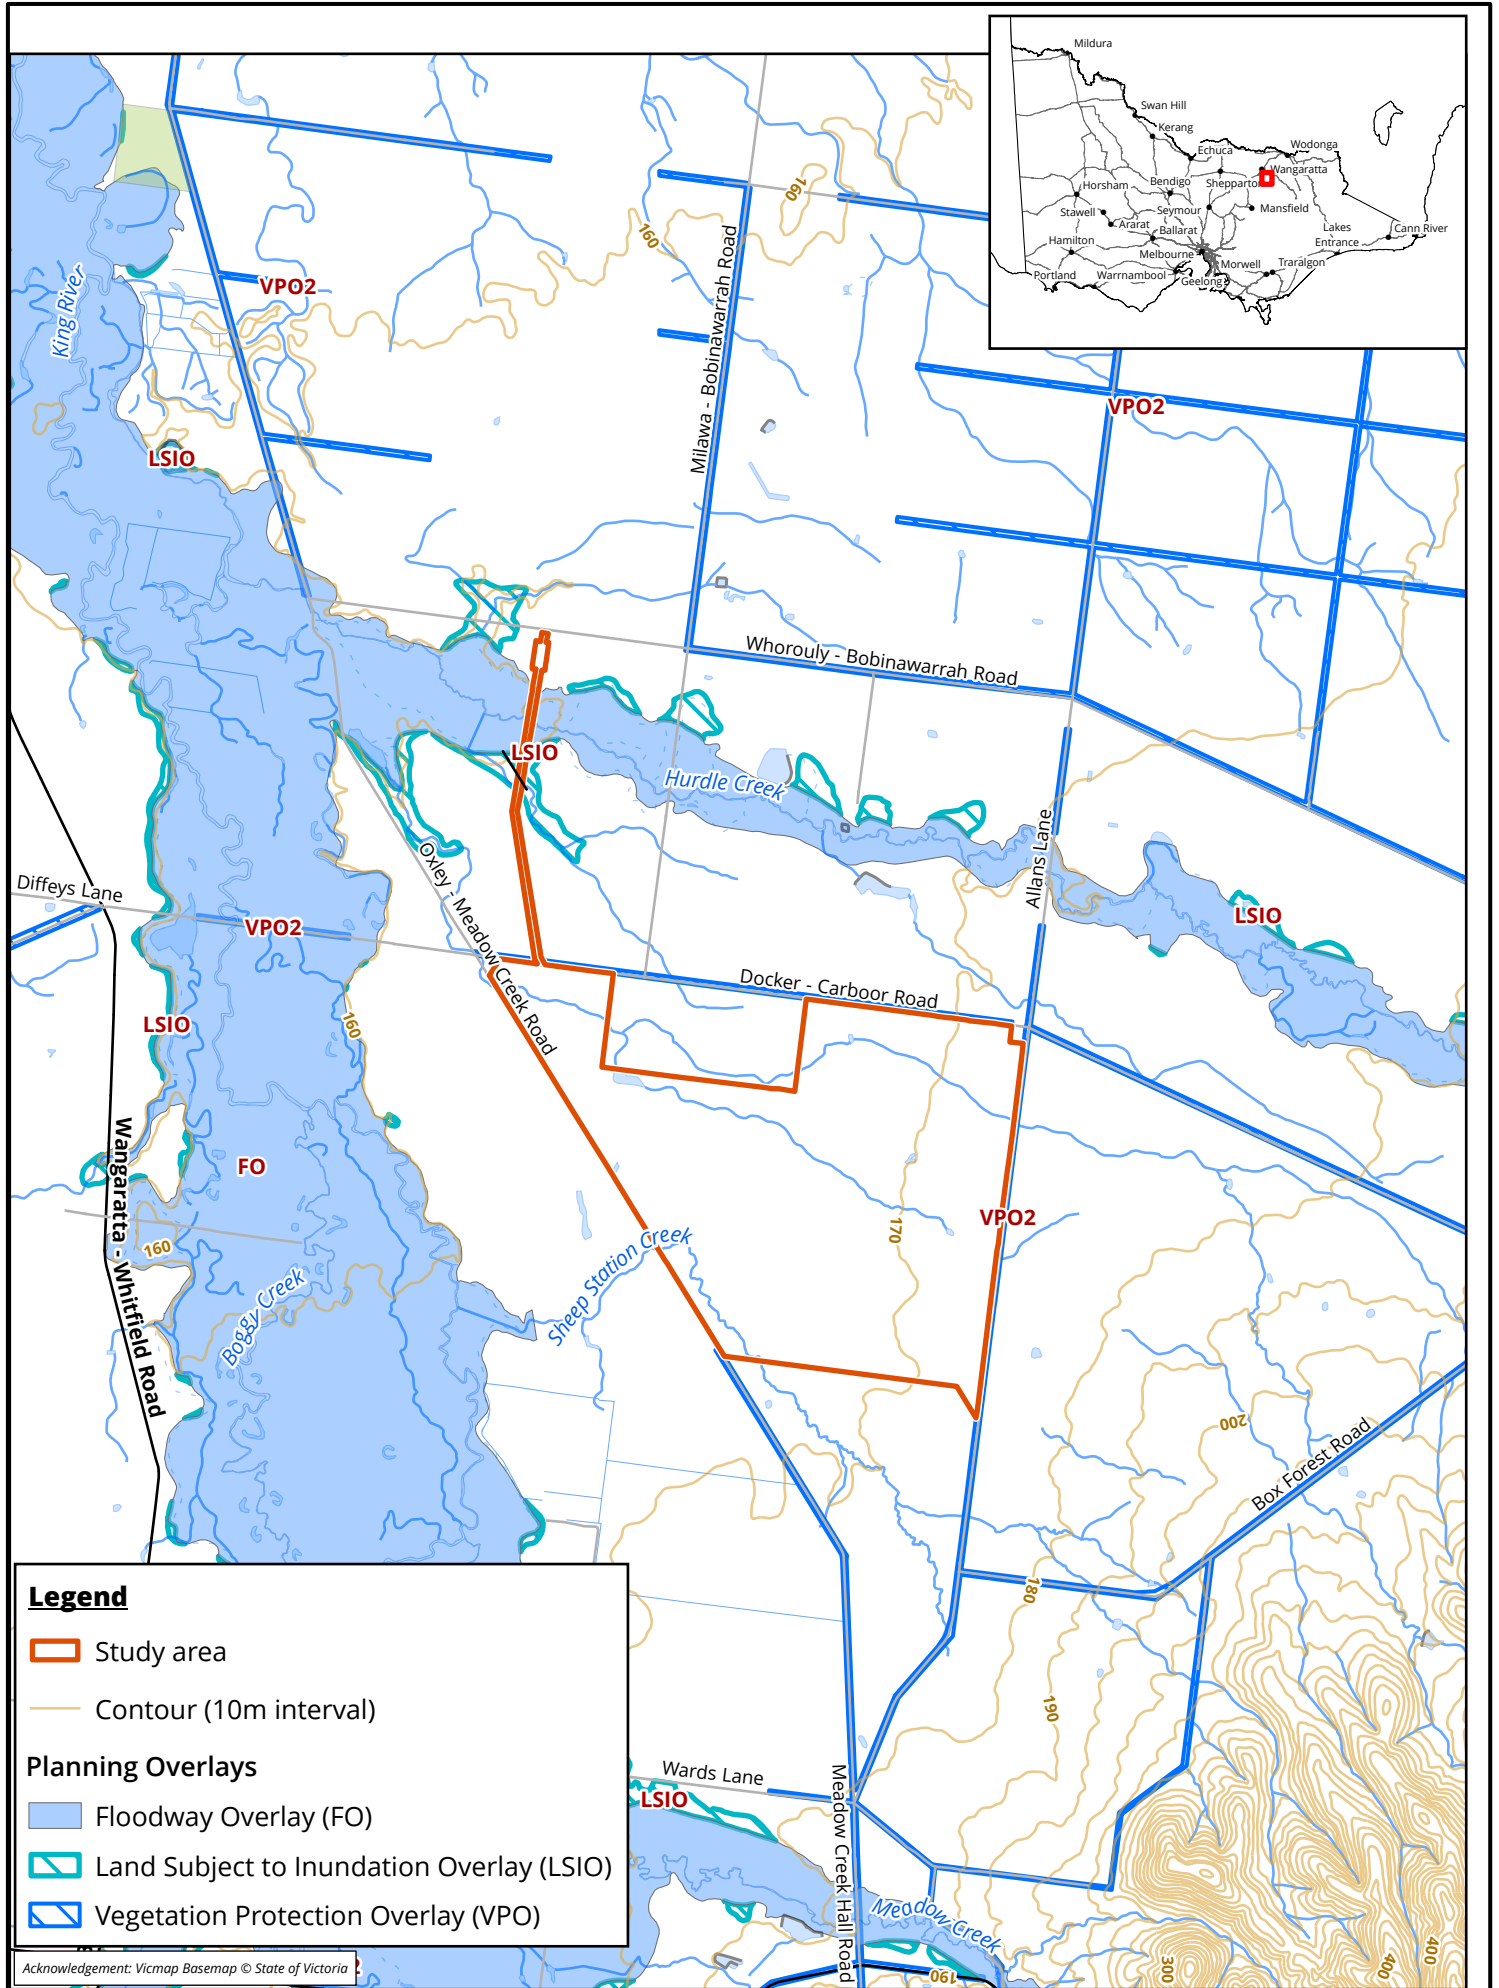 Mildura
Swan Hill
Kerang
Echuca
Wodonga
Wangaratta
Shepparton
Horsham
Bendigo
Stawell
Seymour
Mansfield
Ararat
Ballarat
Lakes
Entrance
Cann River
Hamilton
Melbourne
Morwell
Traralgon
Portland
Warrnambool
Geelong
160
160
King River
VPO2
Milawa - Bobinawarrah Road
VPO2
LSIO
Whorouly - Bobinawarrah Road
LSIO
Hurdle Creek
Allans Lane
Oxley - Meadow Creek Road
Diffeys Lane
VPO2
LSIO
Docker - Carboor Road
LSIO
160
FO
Wangaratta - Whitfield Road
160
Boggy Creek
Sheep Station Creek
170
VPO2
200
Box Forest Road
180
190
Wards Lane
LSIO
Meadow Creek Hall Road
Meadow Creek
190
300
400
400
Legend
Study area
Contour (10m interval)
Planning Overlays
Floodway Overlay (FO)
Land Subject to Inundation Overlay (LSIO)
Vegetation Protection Overlay (VPO)
Acknowledgement: Vicmap Basemap © State of Victoria